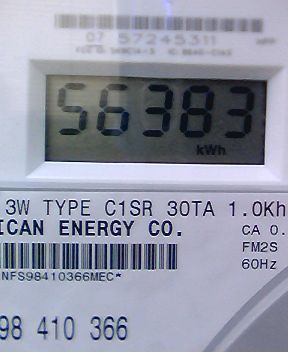 07 57245311
56383
kWh
3W TYPE C1SR 30TA 1.0Kh
ICAN ENERGY CO.
CA 0.
FM2S
NFS98410366MEC*
60Hz
98 410 366